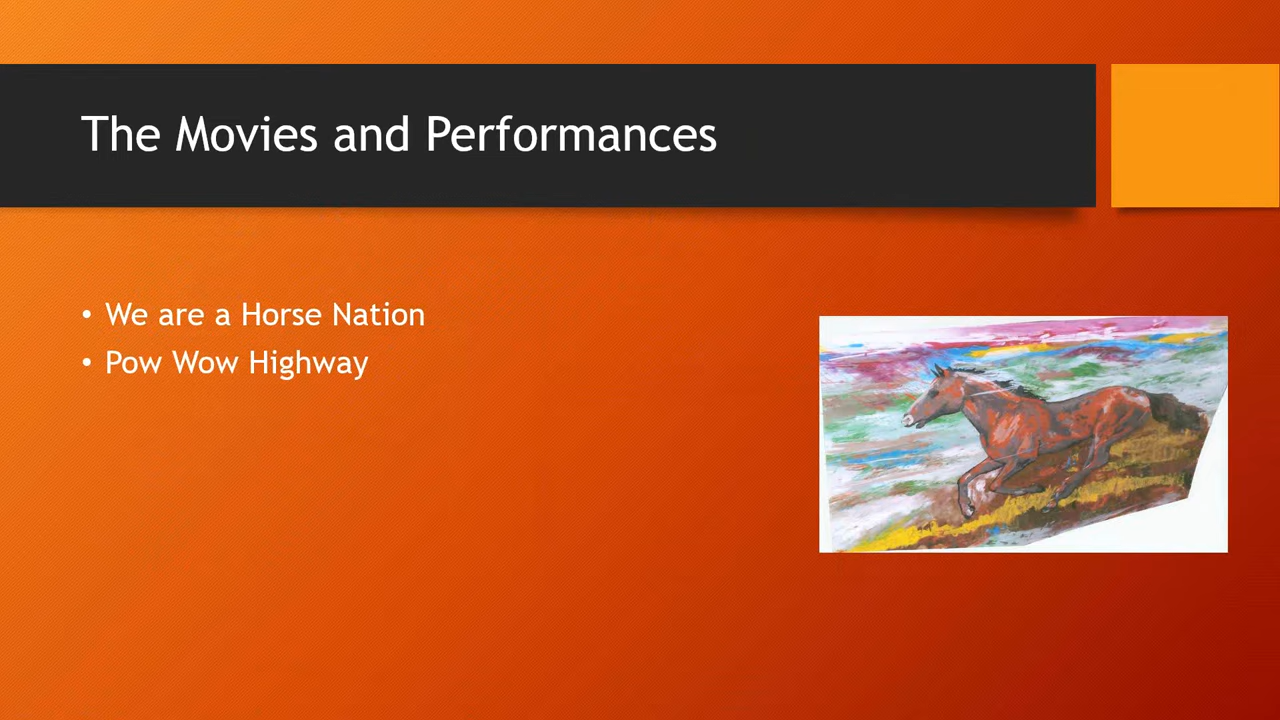 The Movies and Performances
• We are a Horse Nation
• Pow Wow Highway